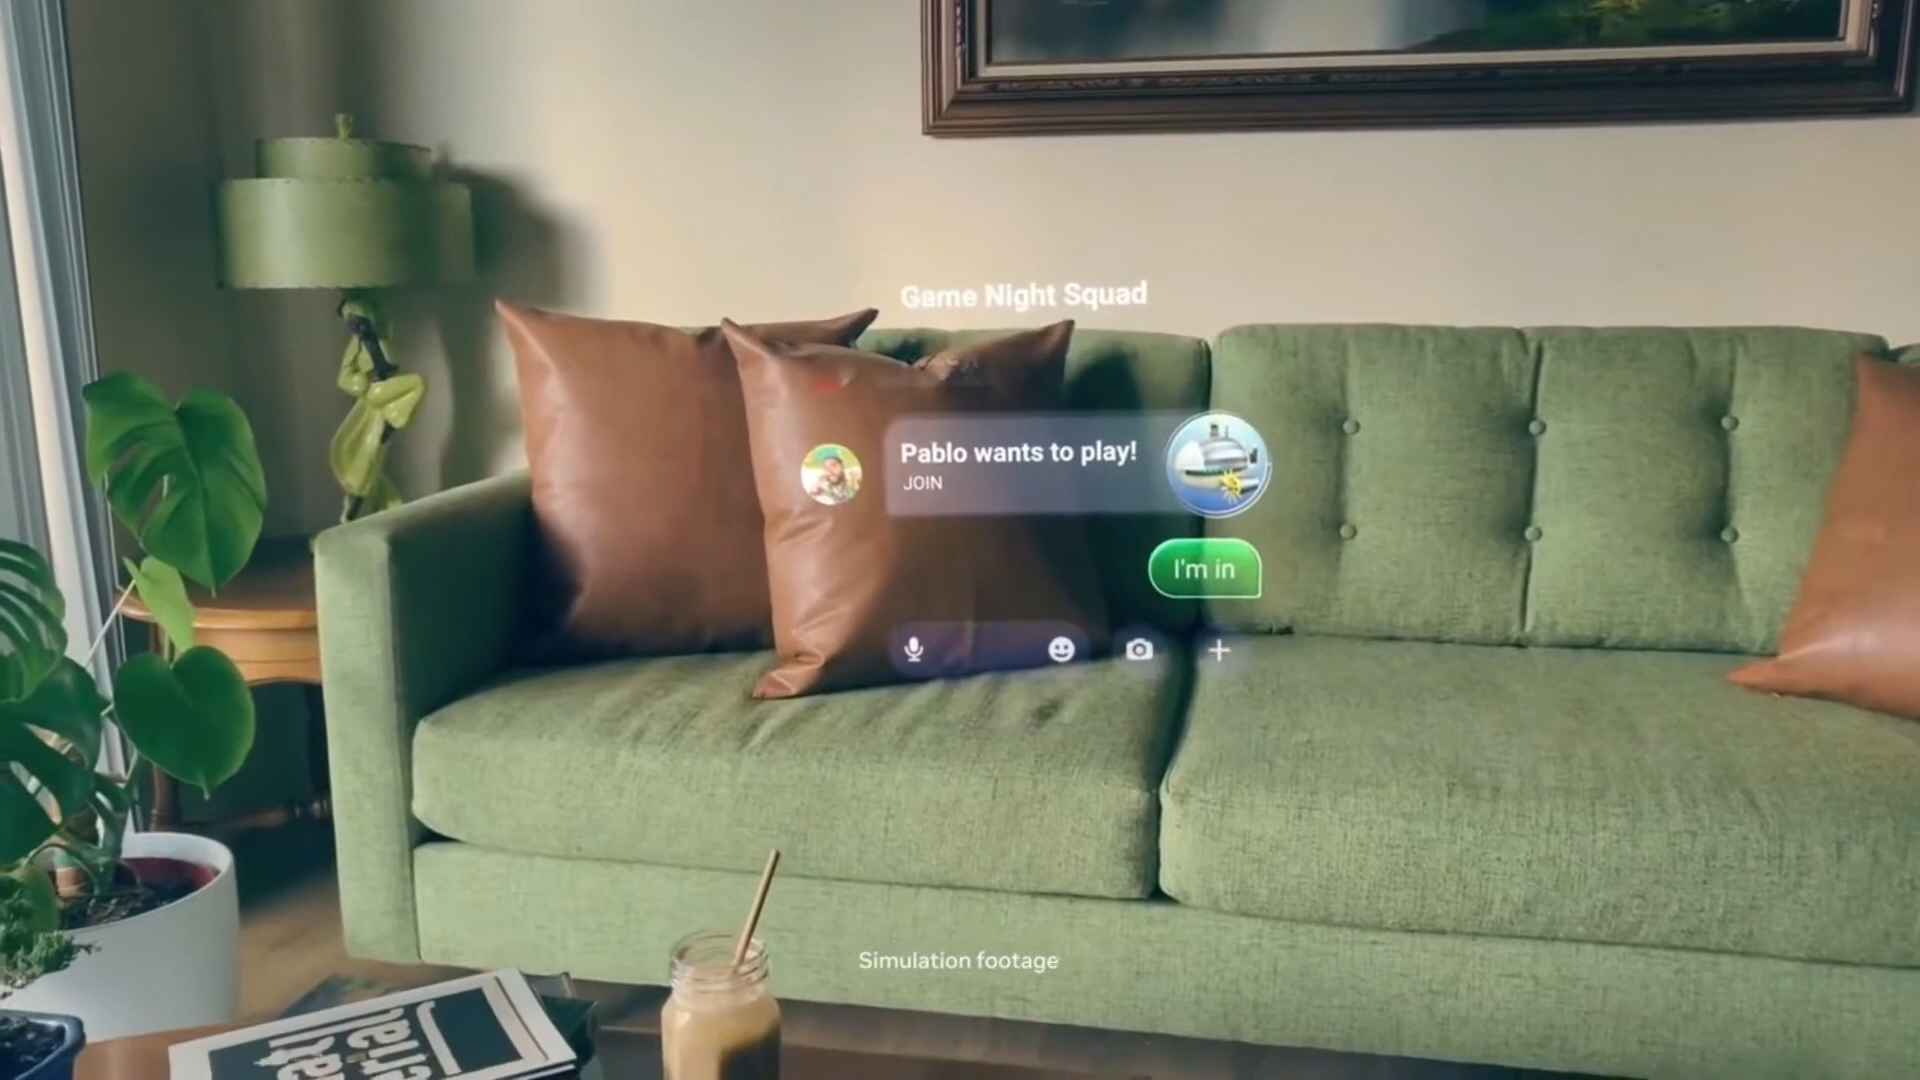 Game Night Squad
Pablo wants to play!
JOIN
I'm in
Simulation footage